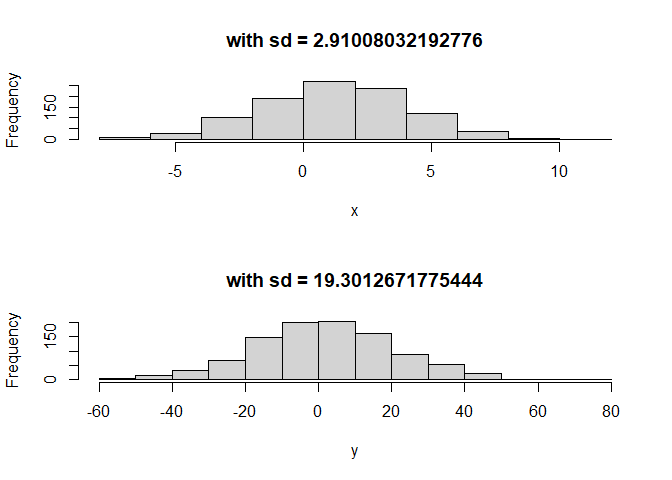 with sd = 2.91008032192776
Frequency
150
0
-5 0 5 10
x
with sd = 19.3012671775444
Frequency
150
0
-60 -40 -20 0 20 40 60 80
y